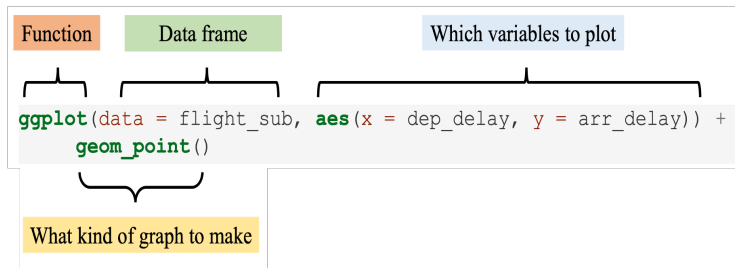 Function
Data frame
Which variables to plot
ggplot(data = flight_sub, aes(x = dep_delay, y = arr_delay)) +
geom_point()
What kind of graph to make